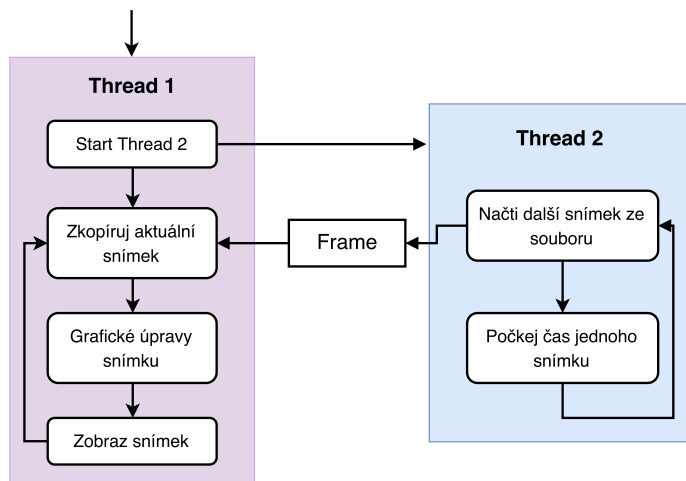 Thread 1
Start Thread 2
Zkopíruj aktuální
snímek
Grafické úpravy
snímku
Zobraz snímek
Frame
Thread 2
Načti další snímek ze
souboru
Počkej čas jednoho
snímku